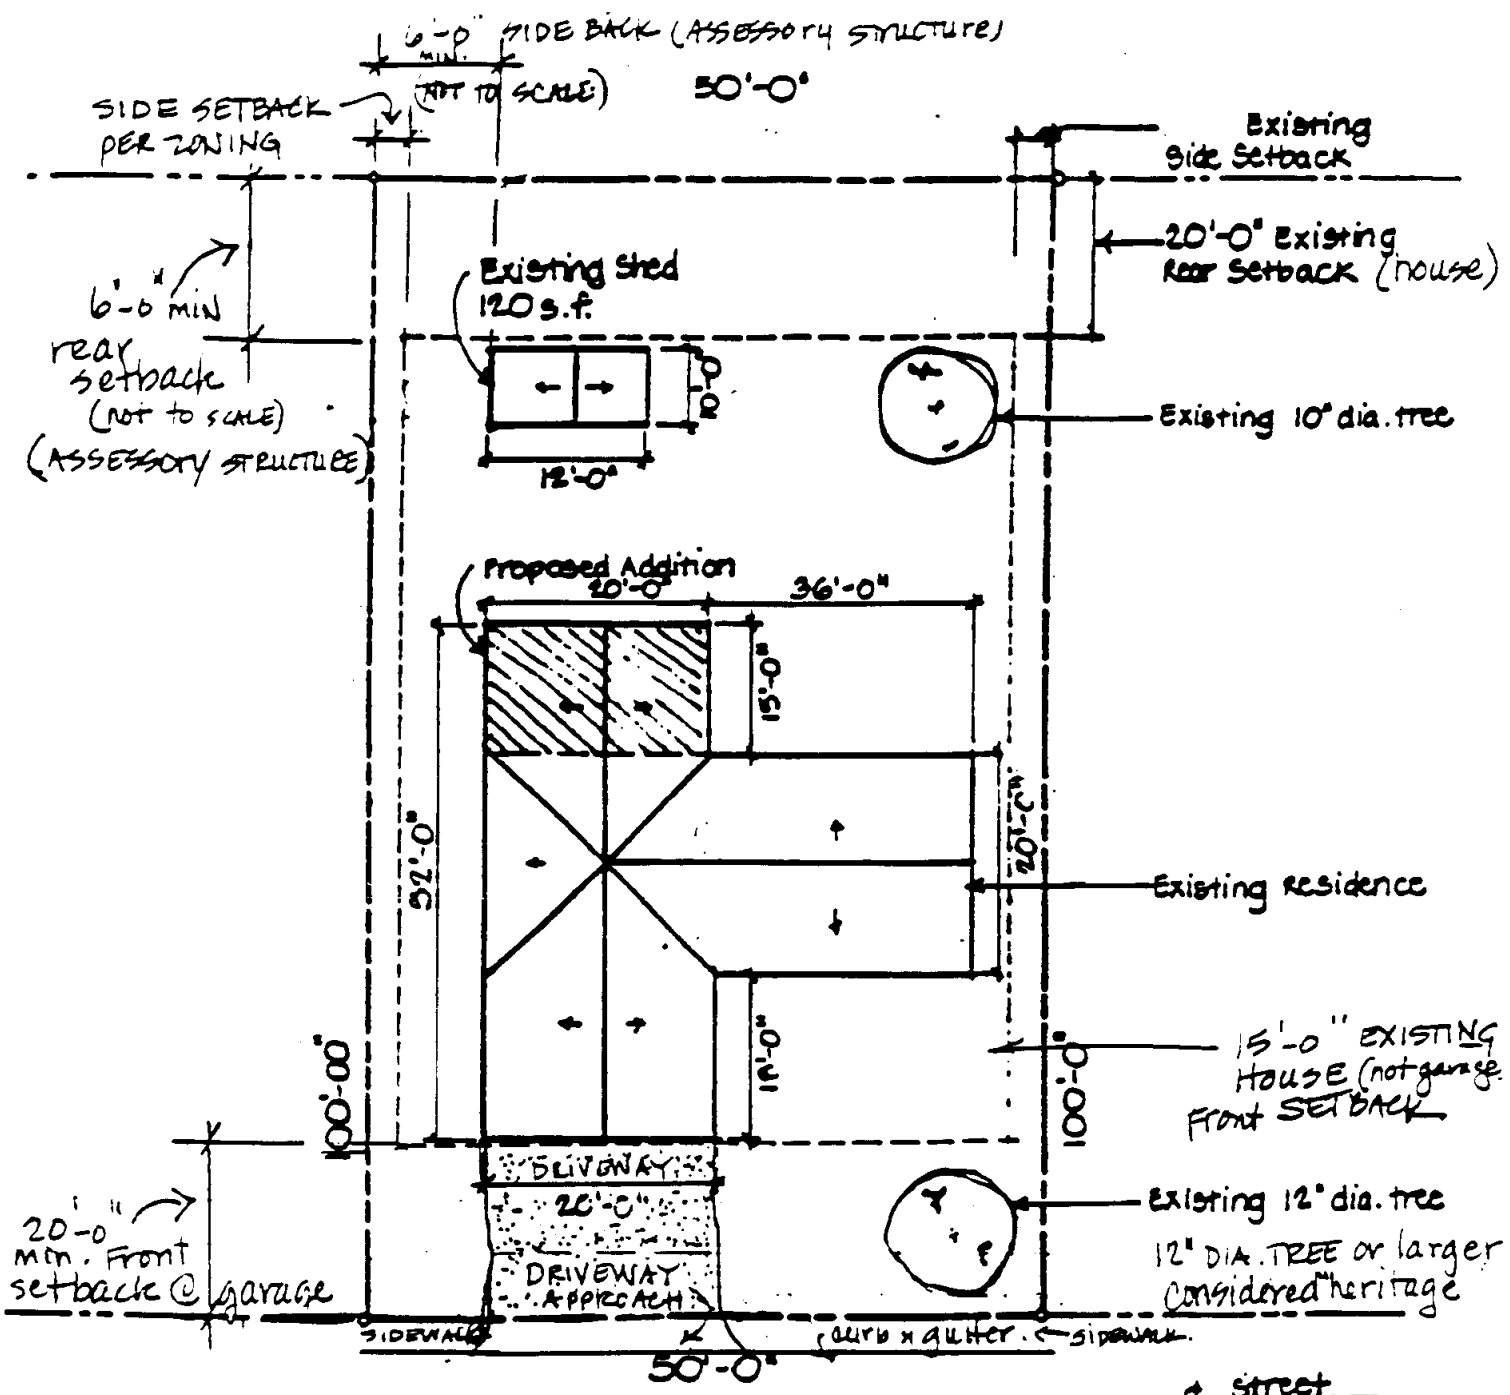 6'-0" SIDE BACK (ASSESSORY STRUCTURE)
MIN.
(NOT TO SCALE)
50'-0"
SIDE SETBACK
PER ZONING
Existing
Side Setback
20'-0" Existing
Rear Setback (house)
Existing Shed
120 s.f.
6'-0" MIN
rear
setback
(NOT TO SCALE)
(ASSESSORY STRUCTURE)
10'-0
12'-0"
Existing 10" dia. tree
Proposed Addition
20'-0"
36'-0"
15'-0"
52'-0"
20'-0"
Existing Residence
100'-00"
100'-0"
15'-0" EXISTING
HOUSE (not garage
Front SETBACK
DRIVEWAY
20'-0"
DRIVEWAY
APPROACH
20'-0"
min. Front
setback @ garage
Existing 12" dia. tree
12" DIA. TREE or larger
considered "heritage
SIDEWALK
curb n gutter.
SIDEWALK.
50'-0"
street